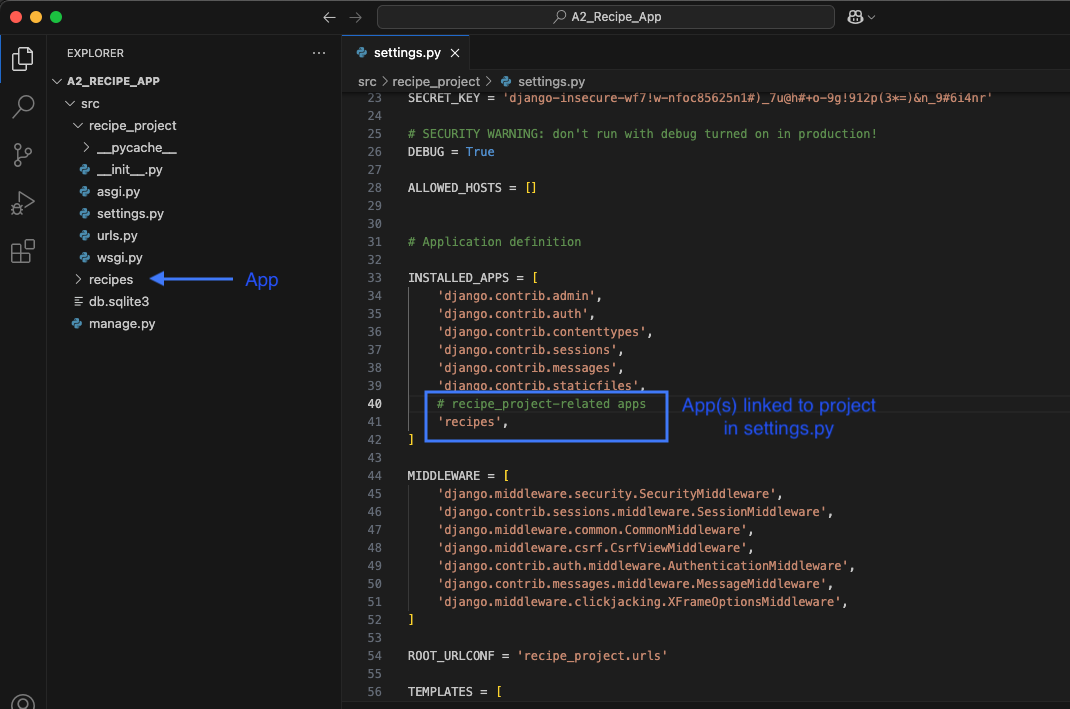 A2_Recipe_App
EXPLORER
···
A2_RECIPE_APP
src
recipe_project
__pycache__
__init__.py
asgi.py
settings.py
urls.py
wsgi.py
recipes
App
db.sqlite3
manage.py
settings.py
src > recipe_project > settings.py
23 SECRET_KEY = 'django-insecure-wf7!w-nfoc85625n1#)_7u@h#+o-9g!912p(3*=)&n_9#6i4nr'
24
25 # SECURITY WARNING: don't run with debug turned on in production!
26 DEBUG = True
27
28 ALLOWED_HOSTS = []
29
30
31 # Application definition
32
33 INSTALLED_APPS = [
34 'django.contrib.admin',
35 'django.contrib.auth',
36 'django.contrib.contenttypes',
37 'django.contrib.sessions',
38 'django.contrib.messages',
39 'django.contrib.staticfiles',
40 # recipe_project-related apps
41 'recipes',
42 ]
App(s) linked to project
in settings.py
43
44 MIDDLEWARE = [
45 'django.middleware.security.SecurityMiddleware',
46 'django.contrib.sessions.middleware.SessionMiddleware',
47 'django.middleware.common.CommonMiddleware',
48 'django.middleware.csrf.CsrfViewMiddleware',
49 'django.contrib.auth.middleware.AuthenticationMiddleware',
50 'django.contrib.messages.middleware.MessageMiddleware',
51 'django.middleware.clickjacking.XFrameOptionsMiddleware',
52 ]
53
54 ROOT_URLCONF = 'recipe_project.urls'
55
56 TEMPLATES = [